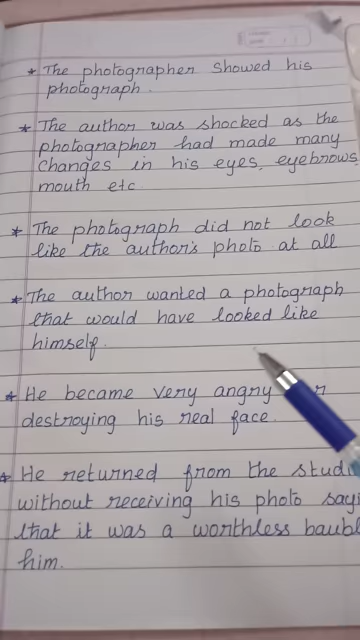 * The photographer showed his
photograph.
* The author was shocked as the
photographer had made many
changes in his eyes, eyebrows
mouth etc
* The photograph did not look
like the author's photo at all
* The author wanted a photograph
that would have looked like
himself.
* He became very angry
destroying his real face.
* He returned from the
without receiving his photo
that it was a worthless
him.